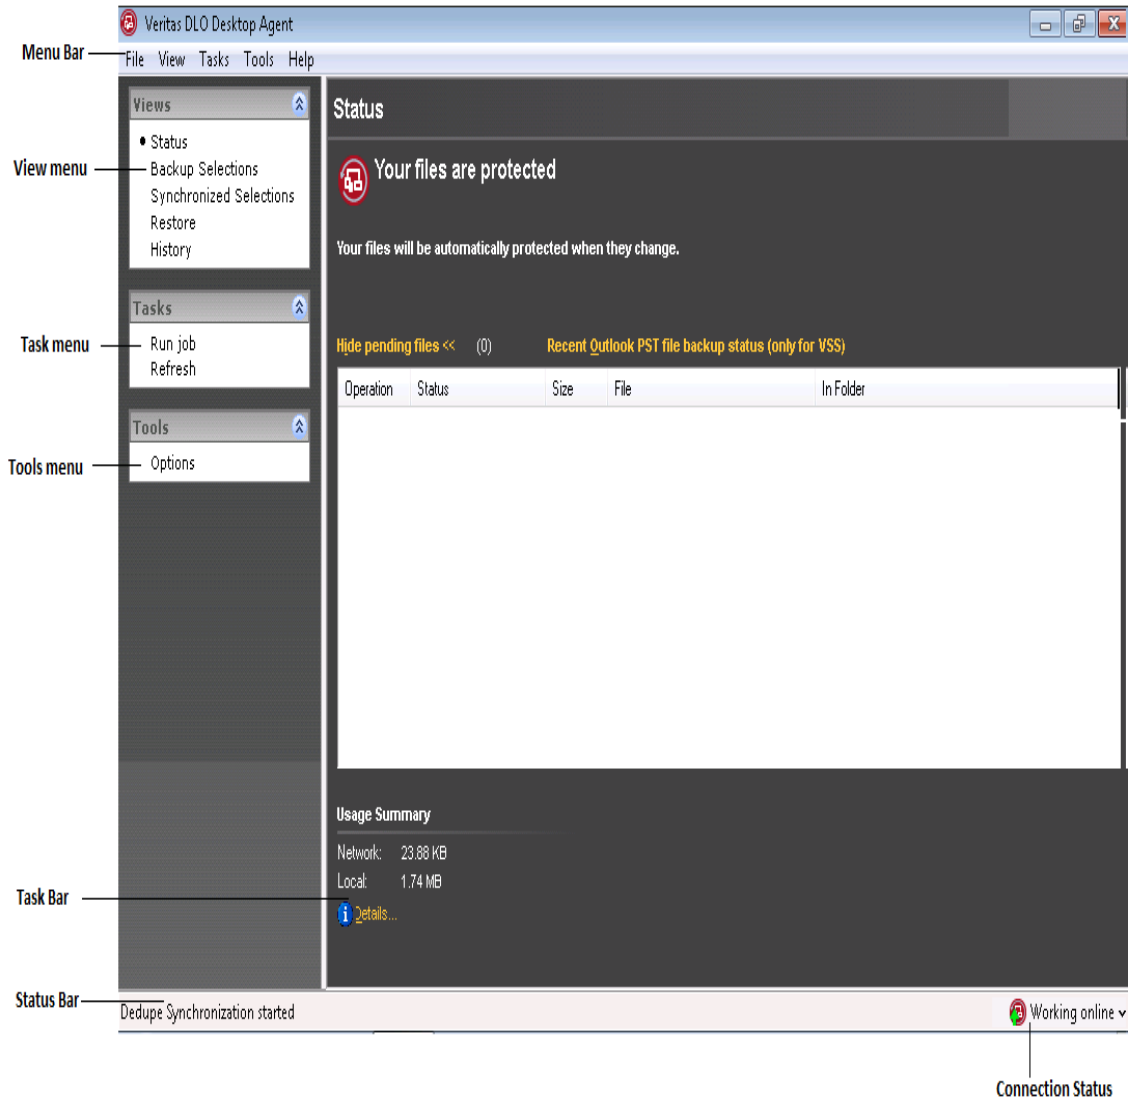 Veritas DLO Desktop Agent
Menu Bar
File View Tasks Tools Help
Views
Status
View menu
Backup Selections
Synchronized Selections
Restore
History
Tasks
Task menu
Run job
Refresh
Tools
Tools menu
Options
Status
Your files are protected
Your files will be automatically protected when they change.
Hide pending files << (0) Recent Outlook PST file backup status (only for VSS)
Operation Status Size File In Folder
Usage Summary
Network: 23.88 KB
Local: 1.74 MB
Task Bar
Details...
Status Bar
Dedupe Synchronization started
Working online
Connection Status